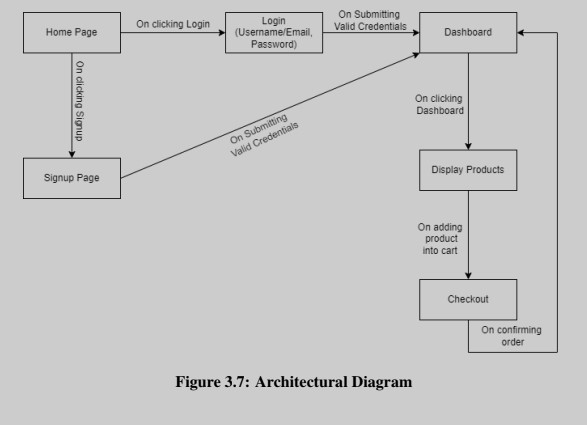 Home Page
On clicking Login
Login
(Username/Email,
Password)
On Submitting
Valid Credentials
Dashboard
On clicking Signup
On Submitting
Valid Credentials
On clicking
Dashboard
Signup Page
Display Products
On adding
product
into cart
Checkout
On confirming
order
Figure 3.7: Architectural Diagram